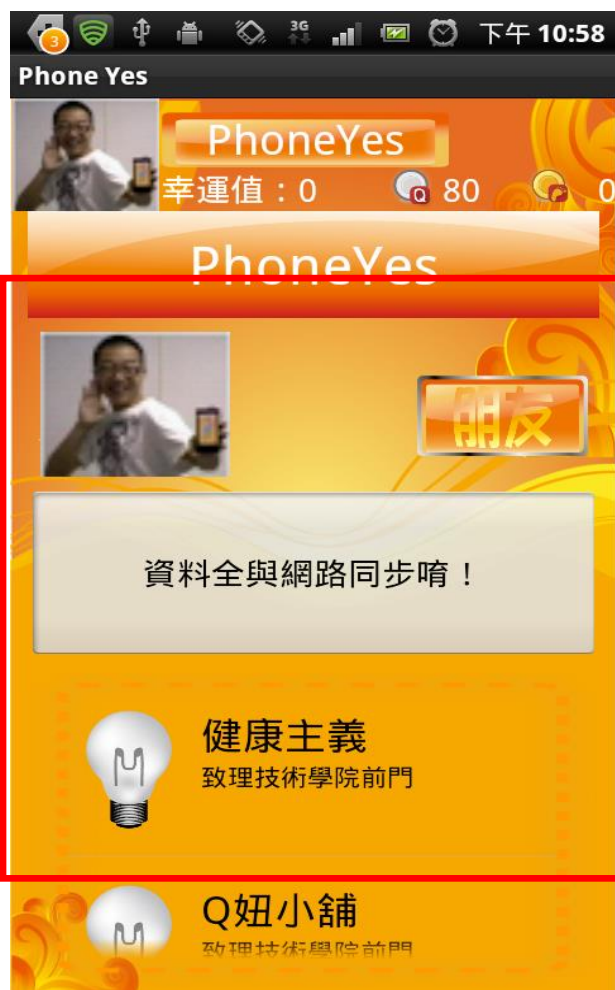 3
3G
下午 10:58
Phone Yes
PhoneYes
幸運值：0
Q
80
0
PhoneYes
朋友
資料全與網路同步唷！
健康主義
致理技術學院前門
Q妞小舖
致理技術學院前門